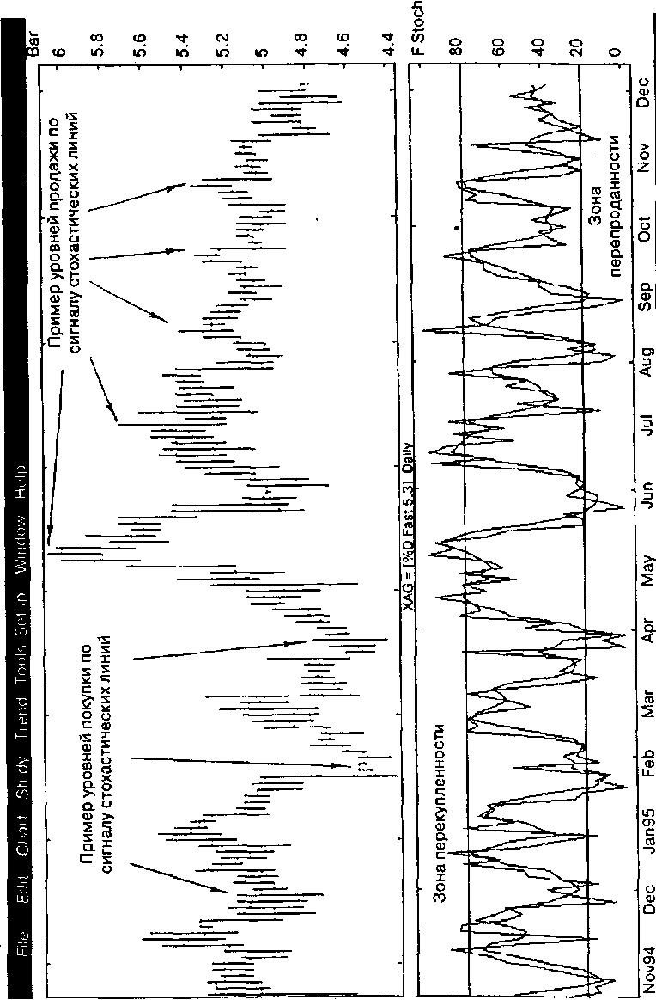 File Edit Chart Study Trend Tools Setup Window Help
Bar
6
5.8
5.6
5.4
5.2
5
4.8
4.6
4.4
Пример уровней покупки по
сигналу стохастических линий
Пример уровней продажи по
сигналу стохастических линий
XAG = [%D Fast 5.3] Daily
F Stoch
80
60
40
20
0
Зона перекупленности
Зона
перепроданности
Nov94 Dec Jan95 Feb Mar Apr May Jun Jul Aug Sep Oct Nov Dec